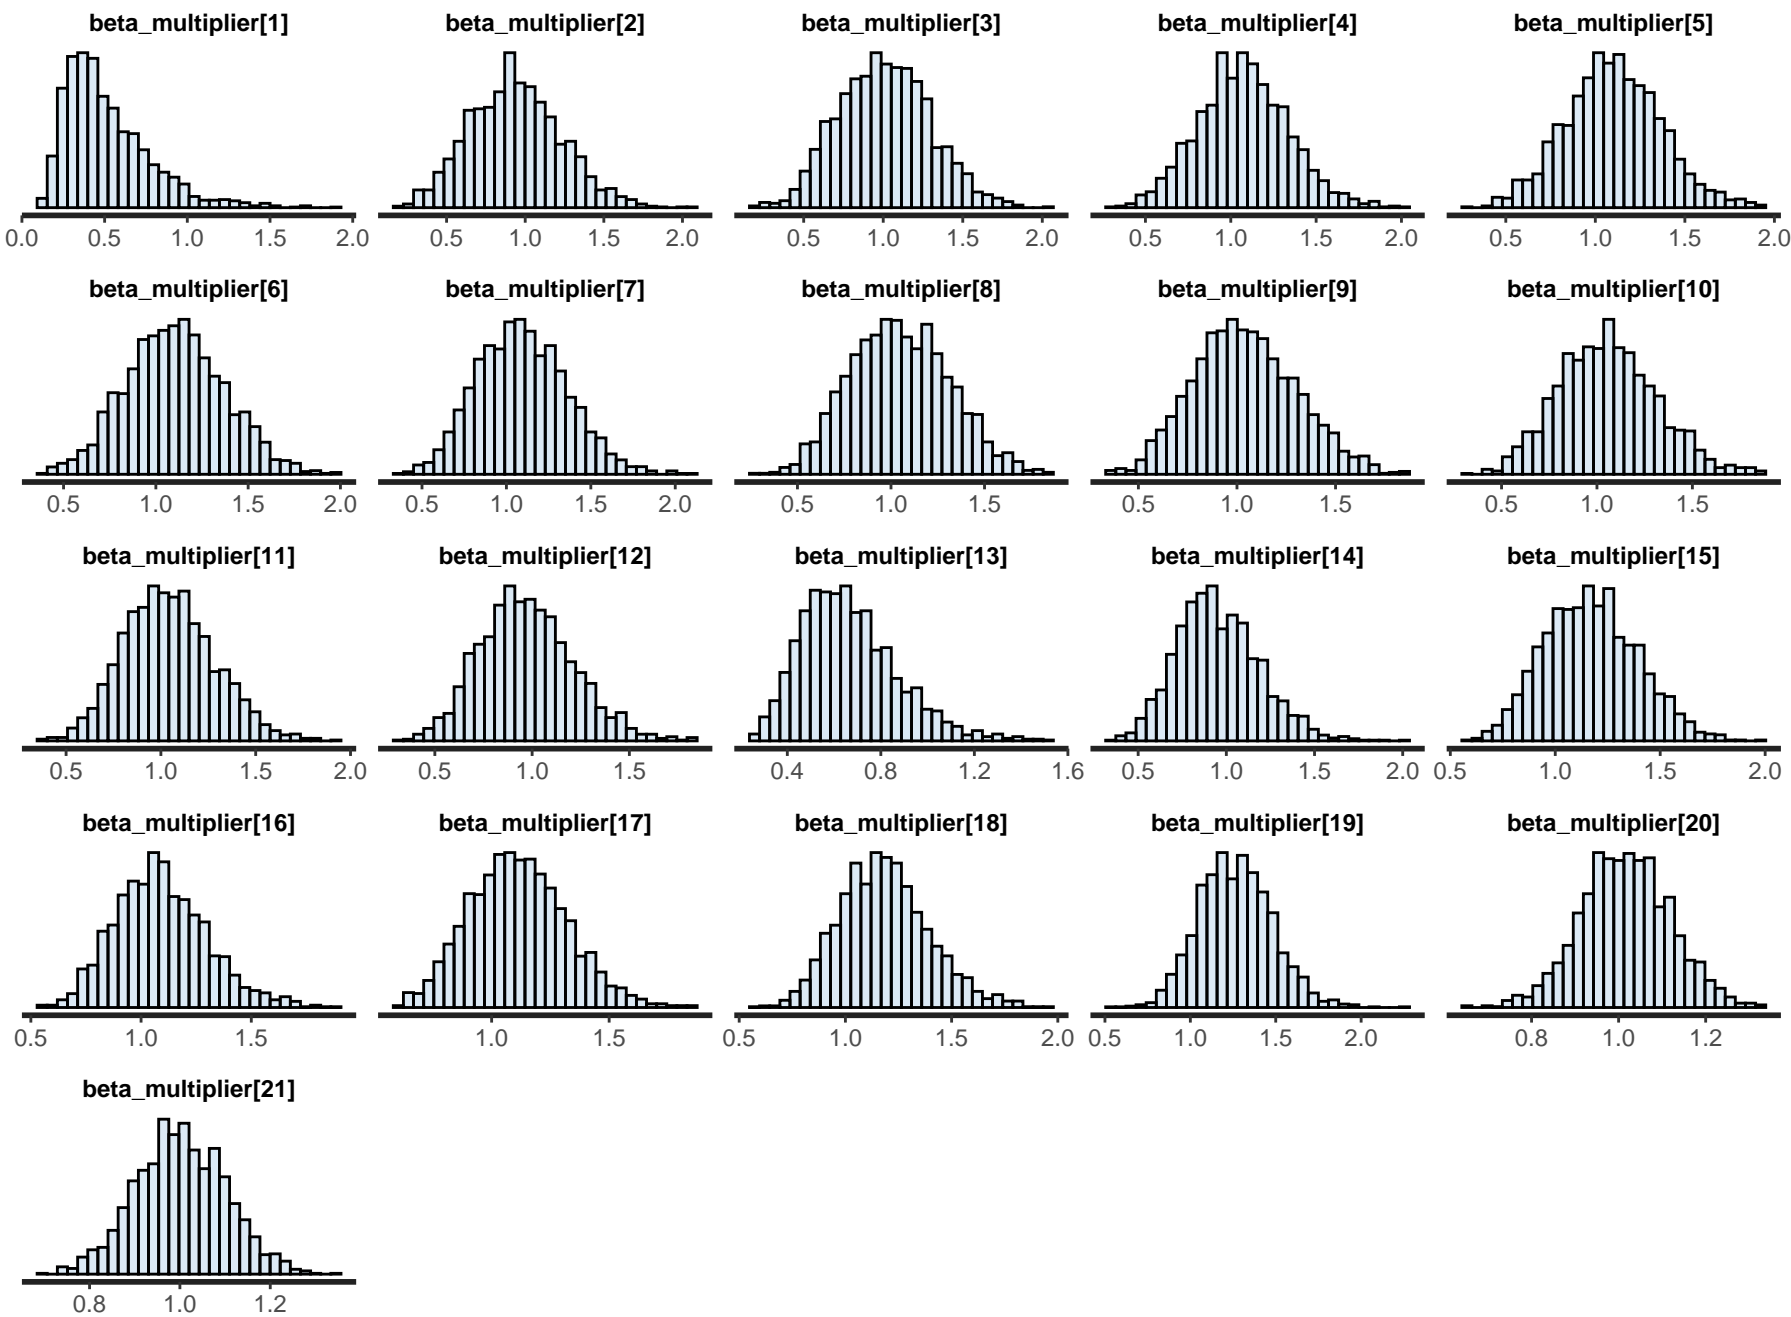 beta_multiplier[1] beta_multiplier[2] beta_multiplier[3] beta_multiplier[4] beta_multiplier[5]
0.0 0.5 1.0 1.5 2.0 0.5 1.0 1.5 2.0 0.5 1.0 1.5 2.0 0.5 1.0 1.5 2.0 0.5 1.0 1.5 2.0
beta_multiplier[6] beta_multiplier[7] beta_multiplier[8] beta_multiplier[9] beta_multiplier[10]
0.5 1.0 1.5 2.0 0.5 1.0 1.5 2.0 0.5 1.0 1.5 0.5 1.0 1.5 0.5 1.0 1.5
beta_multiplier[11] beta_multiplier[12] beta_multiplier[13] beta_multiplier[14] beta_multiplier[15]
0.5 1.0 1.5 2.0 0.5 1.0 1.5 0.4 0.8 1.2 1.6 0.5 1.0 1.5 2.0 0.5 1.0 1.5 2.0
beta_multiplier[16] beta_multiplier[17] beta_multiplier[18] beta_multiplier[19] beta_multiplier[20]
0.5 1.0 1.5 1.0 1.5 0.5 1.0 1.5 2.0 0.5 1.0 1.5 2.0 0.8 1.0 1.2
beta_multiplier[21]
0.8 1.0 1.2